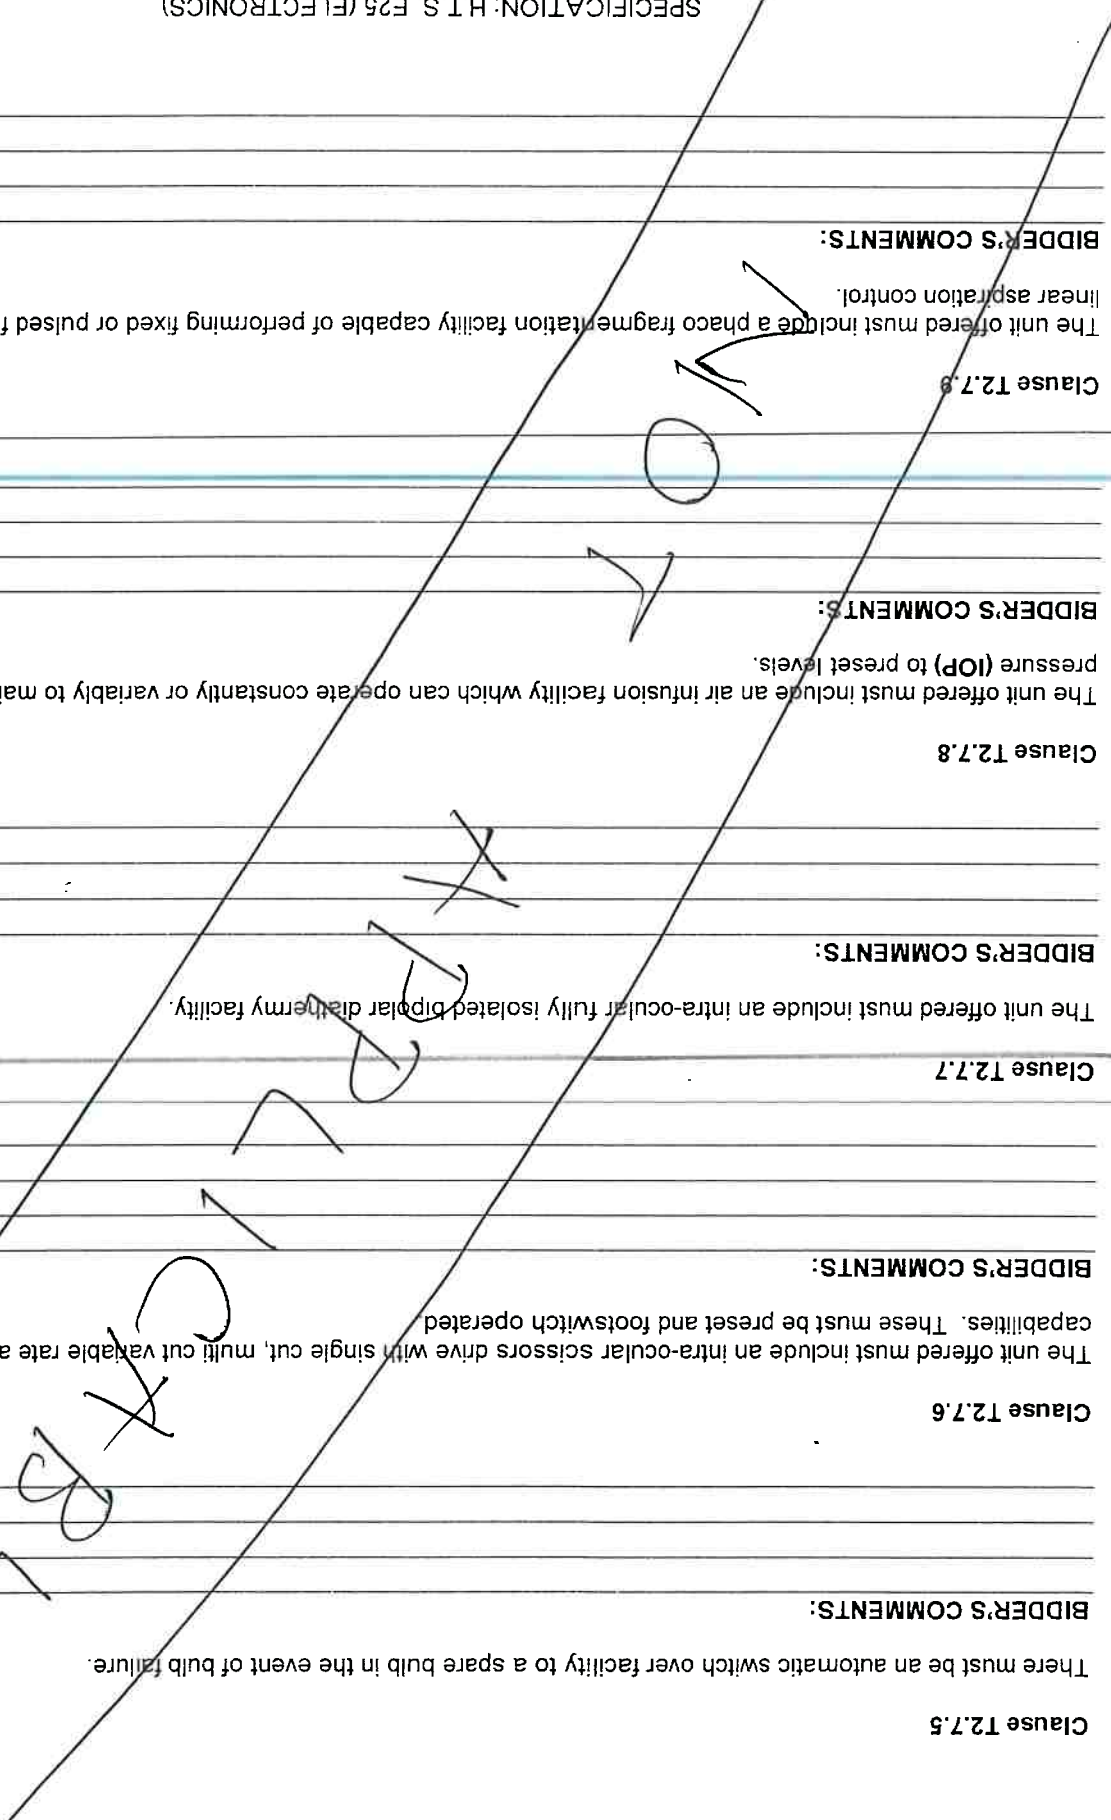 Clause T2.7.5
There must be an automatic switch over facility to a spare bulb in the event of bulb failure.
BIDDER'S COMMENTS:
Clause T2.7.6
The unit offered must include an intra-ocular scissors drive with single cut, multi cut variable rate a
capabilities. These must be preset and footswitch operated.
BIDDER'S COMMENTS:
Clause T2.7.7
The unit offered must include an intra-ocular fully isolated bipolar diathermy facility.
BIDDER'S COMMENTS:
Clause T2.7.8
The unit offered must include an air infusion facility which can operate constantly or variably to mai
pressure (IOP) to preset levels.
BIDDER'S COMMENTS:
Clause T2.7.9
The unit offered must include a phaco fragmentation facility capable of performing fixed or pulsed f
linear aspiration control.
BIDDER'S COMMENTS:
SPECIFICATION: H.T.S. E25 (ELECTRONICS)
NOT APPLICABL